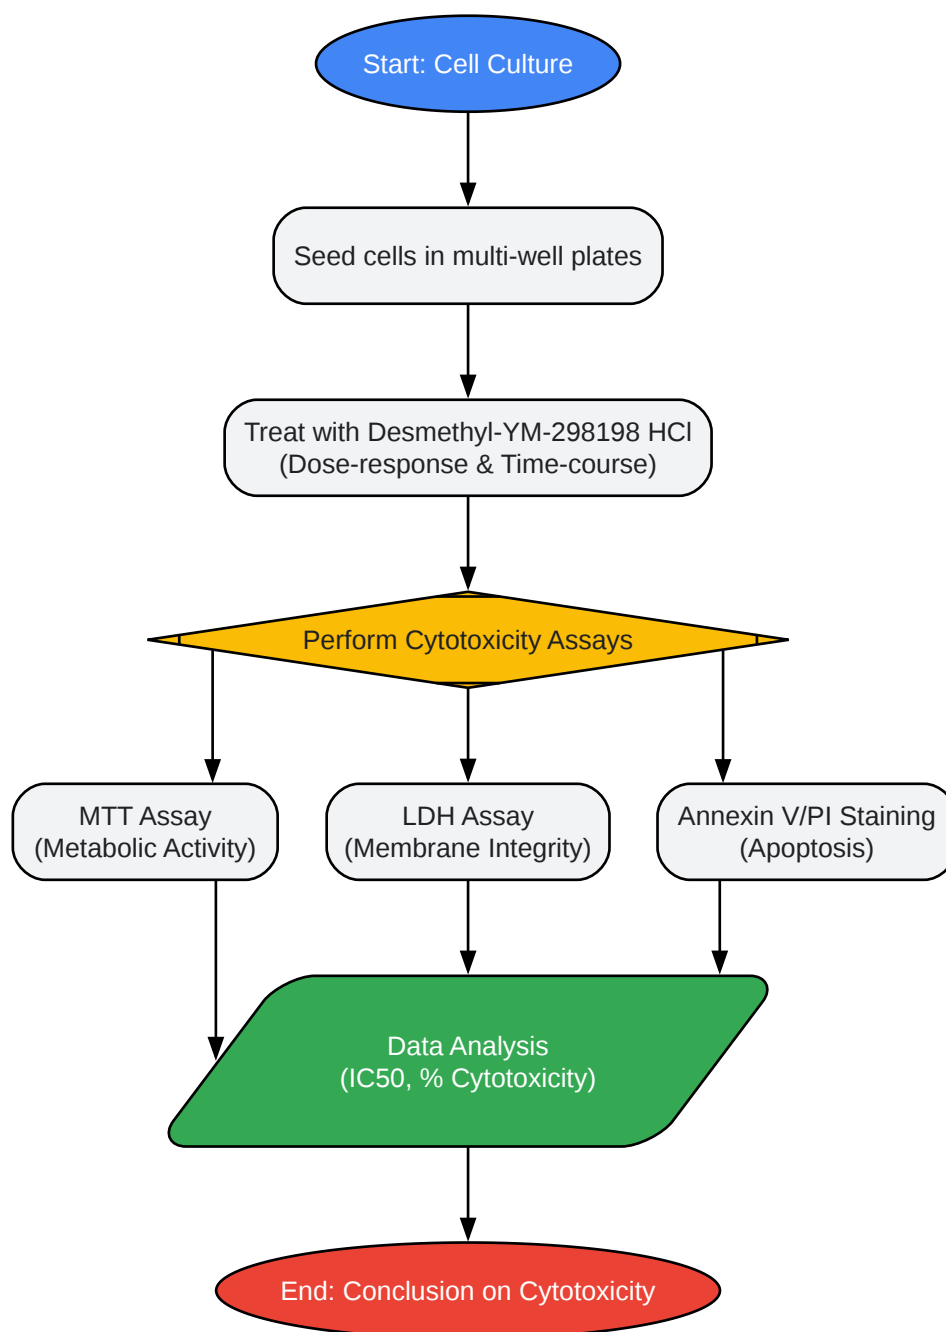 Start: Cell Culture
Seed cells in multi-well plates
Treat with Desmethyl-YM-298198 HCl
(Dose-response & Time-course)
Perform Cytotoxicity Assays
MTT Assay
(Metabolic Activity)
LDH Assay
(Membrane Integrity)
Annexin V/PI Staining
(Apoptosis)
Data Analysis
(IC50, % Cytotoxicity)
End: Conclusion on Cytotoxicity